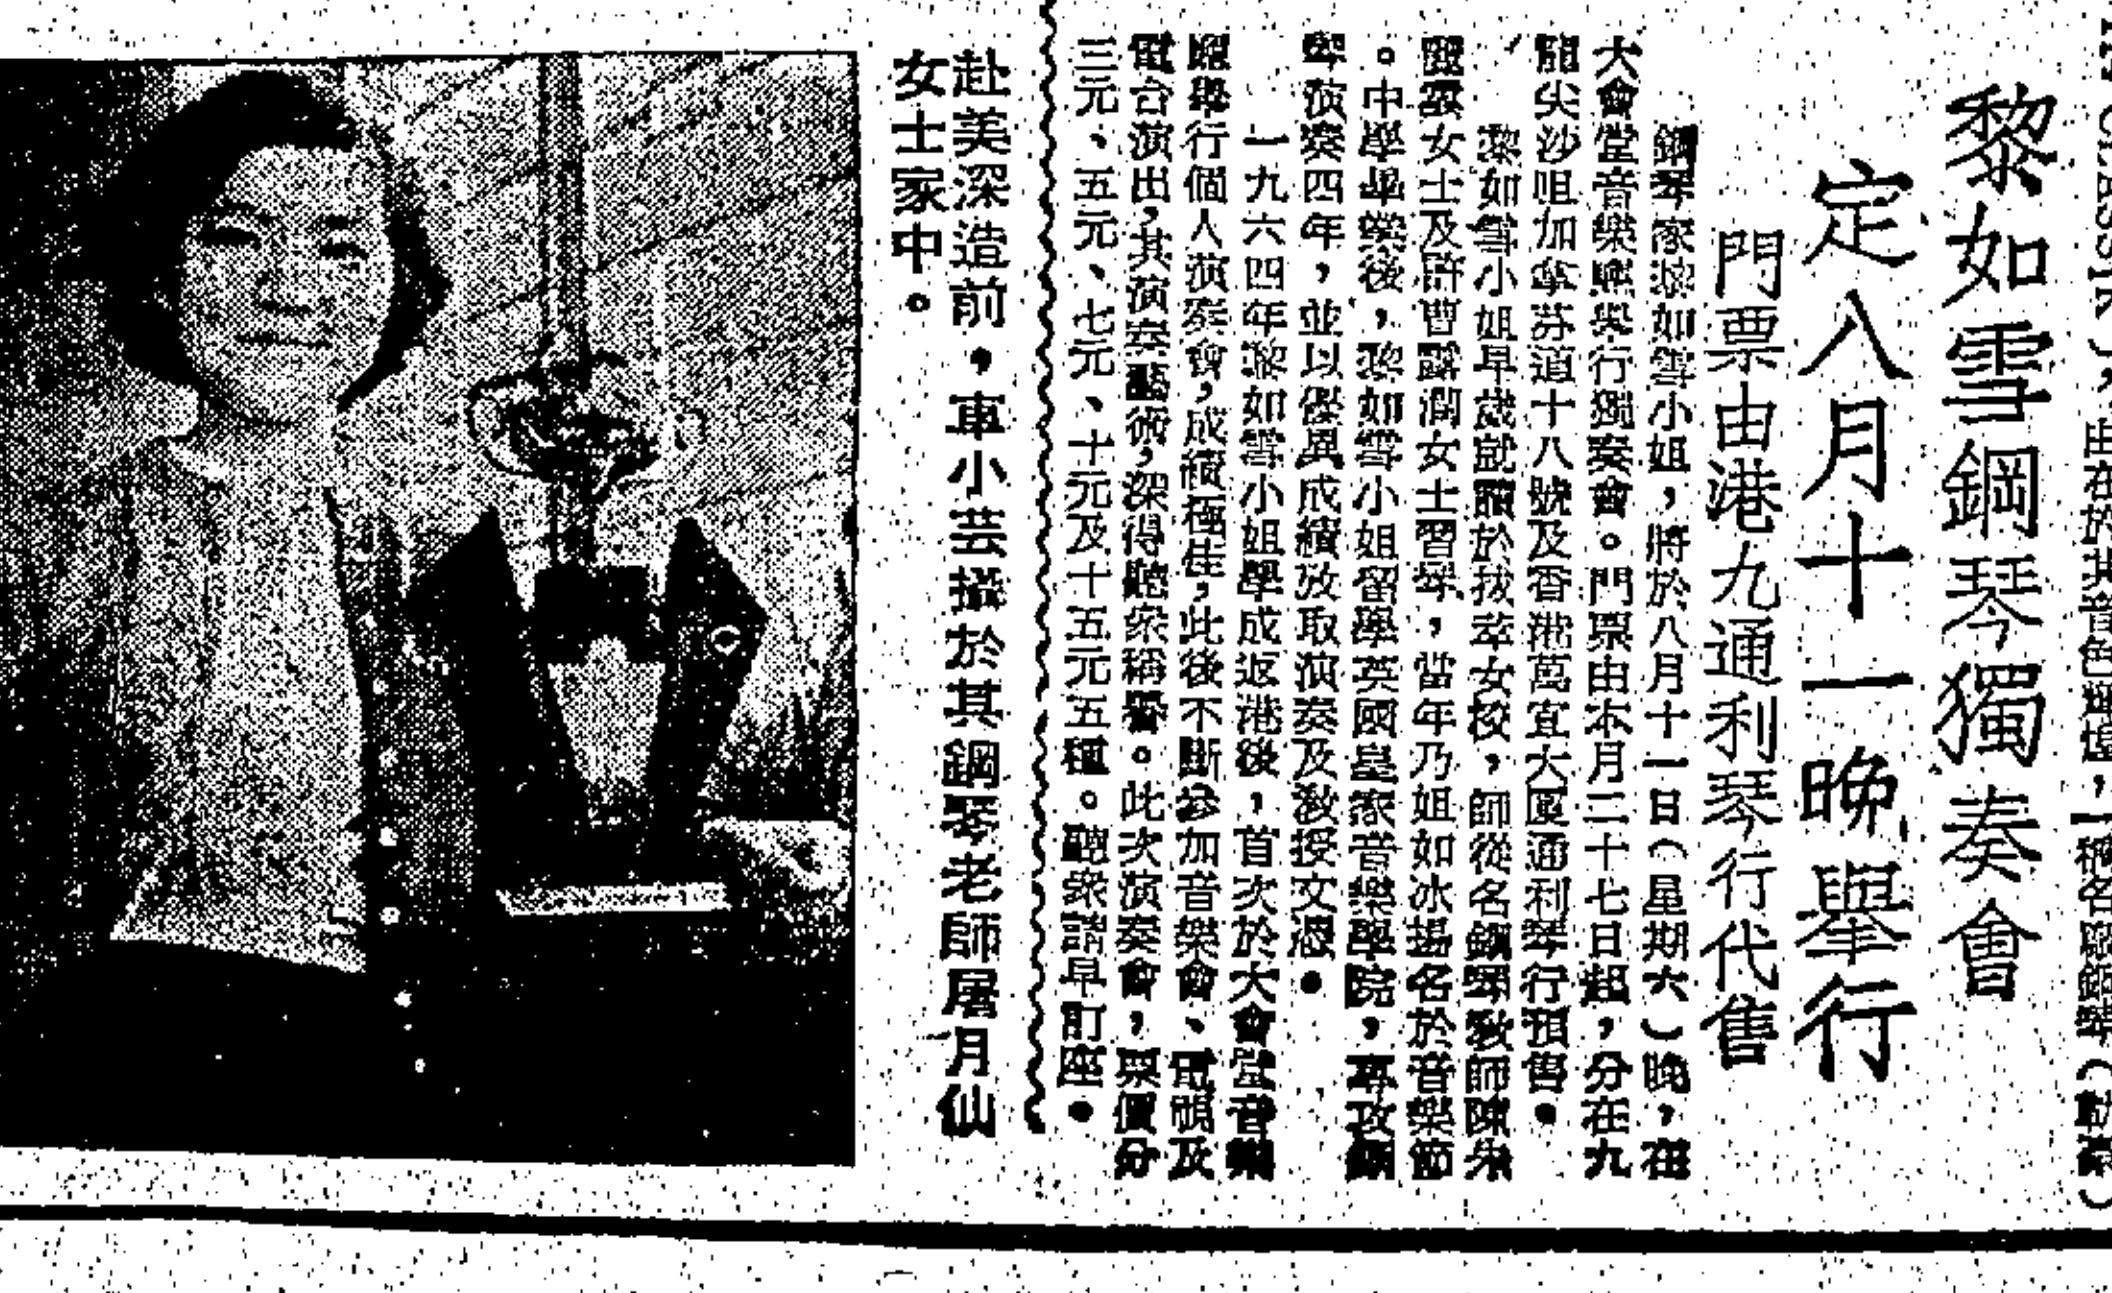 由在於其音色
一種名
黎如雪鋼琴獨奏會
定八月十一晚舉行
門票由港九通利琴行代售
鋼琴家黎如雪小姐，將於八月十一日（星期六）晚，在
大會堂音樂廳舉行獨奏會。門票由本月二十七日起，分在九
龍尖沙咀加拿芬道十八號及香港萬宜大廈通利琴行預售。
黎如雪小姐早歲就讀於拔萃女校，師從名鋼琴教師陳朱
女士及許曹露潤女士習琴，當年乃姐如冰揚名於音樂節
。中學畢業後，黎如雪小姐留學英國皇家音樂學院，專攻鋼
琴演奏四年，並以優異成績攷取演奏及教授文憑。
一九六四年黎如雪小姐學成返港後，首次於大會堂音樂
廳舉行個人演奏會，成績極佳，此後不斷參加音樂會、電視及
電台演出，其演奏藝術，深得聽衆稱譽。此次演奏會，票價分
三元、五元、七元、十元及十五元五種。聽衆請早訂座。
赴美深造前，車小芸攝於其鋼琴老師屠月仙
女士家中。